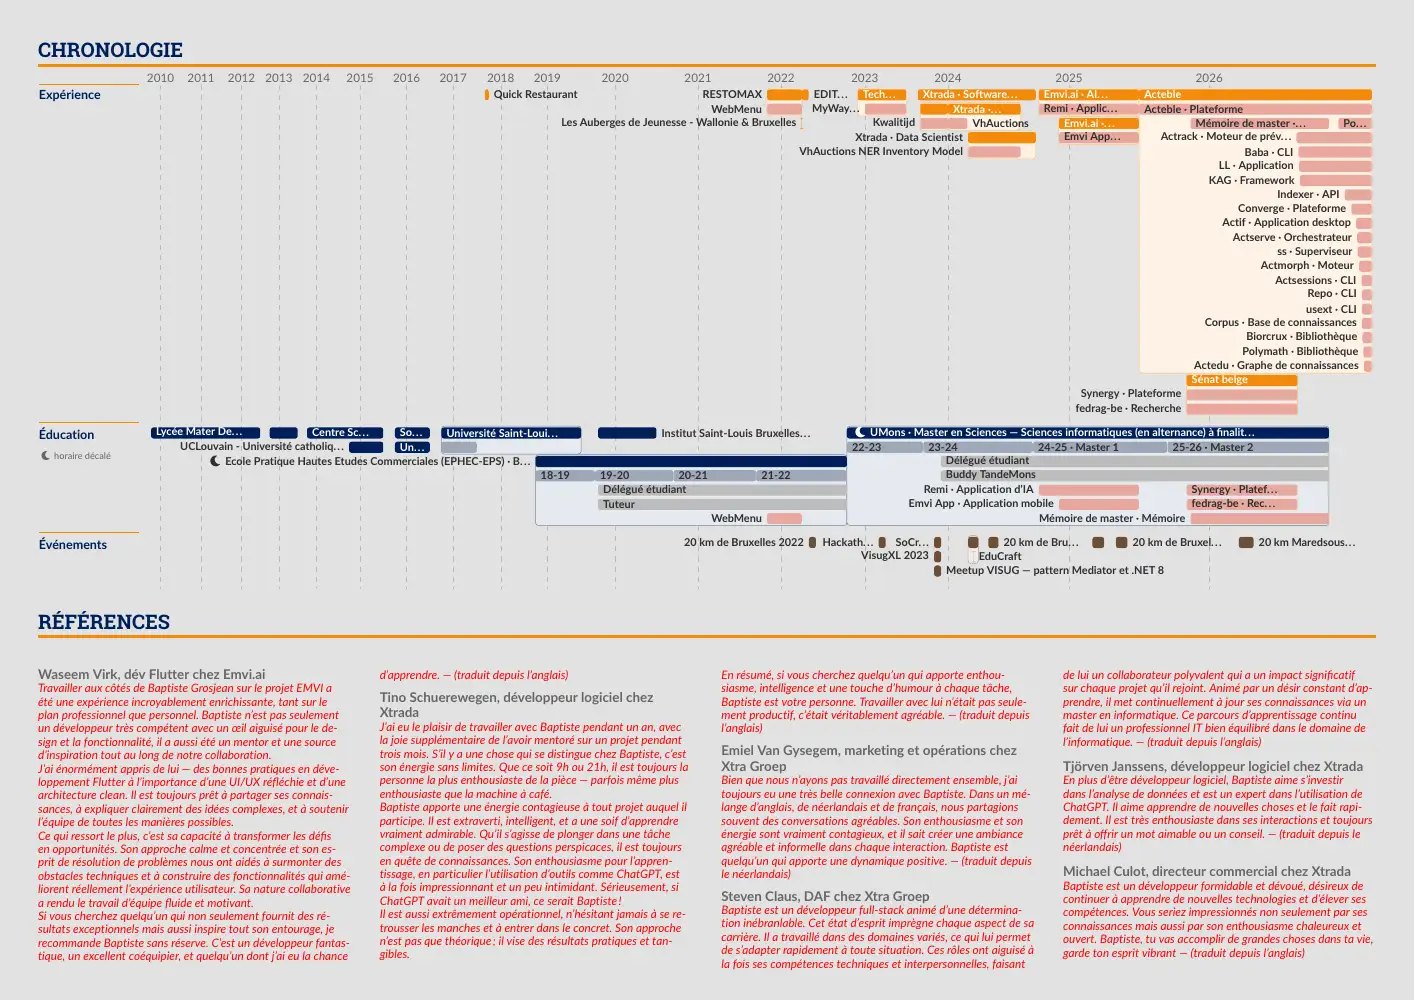 CHRONOLOGIE
2010 2011 2012 2013 2014 2015 2016 2017 2018 2019 2020 2021 2022 2023 2024 2025 2026
Expérience
Quick Restaurant
RESTOMAX
EDIT…
Tech…
Xtrada · Software…
Emvi.ai · AI…
Acteble
WebMenu
MyWay…
Xtrada ·…
Remi · Applic…
Acteble · Plateforme
Les Auberges de Jeunesse - Wallonie & Bruxelles
Kwalitijd
VhAuctions
Emvi.ai ·…
Mémoire de master ·…
Po…
Xtrada · Data Scientist
Emvi App…
Actrack · Moteur de prév…
VhAuctions NER Inventory Model
Baba · CLI
LL · Application
KAG · Framework
Indexer · API
Converge · Plateforme
Actif · Application desktop
Actserve · Orchestrateur
ss · Superviseur
Actmorph · Moteur
Actsessions · CLI
Repo · CLI
usext · CLI
Corpus · Base de connaissances
Biorcrux · Bibliothèque
Polymath · Bibliothèque
Actedu · Graphe de connaissances
Sénat belge
Synergy · Plateforme
fedrag-be · Recherche
Éducation
horaire décalé
Lycée Mater De…
Centre Sc…
So…
Université Saint-Loui…
Institut Saint-Louis Bruxelles…
UMons · Master en Sciences — Sciences informatiques (en alternance) à finalit…
UCLouvain - Université catholiq…
Un…
22-23
23-24
24-25 · Master 1
25-26 · Master 2
Ecole Pratique Hautes Etudes Commerciales (EPHEC-EPS) · B…
Délégué étudiant
18-19
19-20
20-21
21-22
Buddy TandeMons
Délégué étudiant
Remi · Application d'IA
Synergy · Platef…
Tuteur
Emvi App · Application mobile
fedrag-be · Rec…
WebMenu
Mémoire de master · Mémoire
Événements
20 km de Bruxelles 2022
Hackath…
SoCr…
20 km de Bru…
20 km de Bruxel…
20 km Maredsous…
VisugXL 2023
EduCraft
Meetup VISUG — pattern Mediator et .NET 8
RÉFÉRENCES
Waseem Virk, dév Flutter chez Emvi.ai
Travailler aux côtés de Baptiste Grosjean sur le projet EMVI a
été une expérience incroyablement enrichissante, tant sur le
plan professionnel que personnel. Baptiste n'est pas seulement
un développeur très compétent avec un œil aiguisé pour le de-
sign et la fonctionnalité, il a aussi été un mentor et une source
d'inspiration tout au long de notre collaboration.
J'ai énormément appris de lui — des bonnes pratiques en déve-
loppement Flutter à l'importance d'une UI/UX réfléchie et d'une
architecture clean. Il est toujours prêt à partager ses connais-
sances, à expliquer clairement des idées complexes, et à soutenir
l'équipe de toutes les manières possibles.
Ce qui ressort le plus, c'est sa capacité à transformer les défis
en opportunités. Son approche calme et concentrée et son es-
prit de résolution de problèmes nous ont aidés à surmonter des
obstacles techniques et à construire des fonctionnalités qui amé-
liorent réellement l'expérience utilisateur. Sa nature collaborative
a rendu le travail d'équipe fluide et motivant.
Si vous cherchez quelqu'un qui non seulement fournit des ré-
sultats exceptionnels mais aussi inspire tout son entourage, je
recommande Baptiste sans réserve. C'est un développeur fantas-
tique, un excellent coéquipier, et quelqu'un dont j'ai eu la chance
d'apprendre. — (traduit depuis l'anglais)
Tino Schuerewegen, développeur logiciel chez
Xtrada
J'ai eu le plaisir de travailler avec Baptiste pendant un an, avec
la joie supplémentaire de l'avoir mentoré sur un projet pendant
trois mois. S'il y a une chose qui se distingue chez Baptiste, c'est
son énergie sans limites. Que ce soit 9h ou 21h, il est toujours la
personne la plus enthousiaste de la pièce — parfois même plus
enthousiaste que la machine à café.
Baptiste apporte une énergie contagieuse à tout projet auquel il
participe. Il est extraverti, intelligent, et a une soif d'apprendre
vraiment admirable. Qu'il s'agisse de plonger dans une tâche
complexe ou de poser des questions perspicaces, il est toujours
en quête de connaissances. Son enthousiasme pour l'appren-
tissage, en particulier l'utilisation d'outils comme ChatGPT, est
à la fois impressionnant et un peu intimidant. Sérieusement, si
ChatGPT avait un meilleur ami, ce serait Baptiste !
Il est aussi extrêmement opérationnel, n'hésitant jamais à se re-
trousser les manches et à entrer dans le concret. Son approche
n'est pas que théorique ; il vise des résultats pratiques et tan-
gibles.
En résumé, si vous cherchez quelqu'un qui apporte enthou-
siasme, intelligence et une touche d'humour à chaque tâche,
Baptiste est votre personne. Travailler avec lui n'était pas seule-
ment productif, c'était véritablement agréable. — (traduit depuis
l'anglais)
Emiel Van Gysegem, marketing et opérations chez
Xtra Groep
Bien que nous n'ayons pas travaillé directement ensemble, j'ai
toujours eu une très belle connexion avec Baptiste. Dans un mé-
lange d'anglais, de néerlandais et de français, nous partagions
souvent des conversations agréables. Son enthousiasme et son
énergie sont vraiment contagieux, et il sait créer une ambiance
agréable et informelle dans chaque interaction. Baptiste est
quelqu'un qui apporte une dynamique positive. — (traduit depuis
le néerlandais)
Steven Claus, DAF chez Xtra Groep
Baptiste est un développeur full-stack animé d'une détermina-
tion inébranlable. Cet état d'esprit imprègne chaque aspect de sa
carrière. Il a travaillé dans des domaines variés, ce qui lui permet
de s'adapter rapidement à toute situation. Ces rôles ont aiguisé à
la fois ses compétences techniques et interpersonnelles, faisant
de lui un collaborateur polyvalent qui a un impact significatif
sur chaque projet qu'il rejoint. Animé par un désir constant d'ap-
prendre, il met continuellement à jour ses connaissances via un
master en informatique. Ce parcours d'apprentissage continu
fait de lui un professionnel IT bien équilibré dans le domaine de
l'informatique. — (traduit depuis l'anglais)
Tjörven Janssens, développeur logiciel chez Xtrada
En plus d'être développeur logiciel, Baptiste aime s'investir
dans l'analyse de données et est un expert dans l'utilisation de
ChatGPT. Il aime apprendre de nouvelles choses et le fait rapi-
dement. Il est très enthousiaste dans ses interactions et toujours
prêt à offrir un mot aimable ou un conseil. — (traduit depuis le
néerlandais)
Michael Culot, directeur commercial chez Xtrada
Baptiste est un développeur formidable et dévoué, désireux de
continuer à apprendre de nouvelles technologies et d'élever ses
compétences. Vous seriez impressionnés non seulement par ses
connaissances mais aussi par son enthousiasme chaleureux et
ouvert. Baptiste, tu vas accomplir de grandes choses dans ta vie,
garde ton esprit vibrant — (traduit depuis l'anglais)